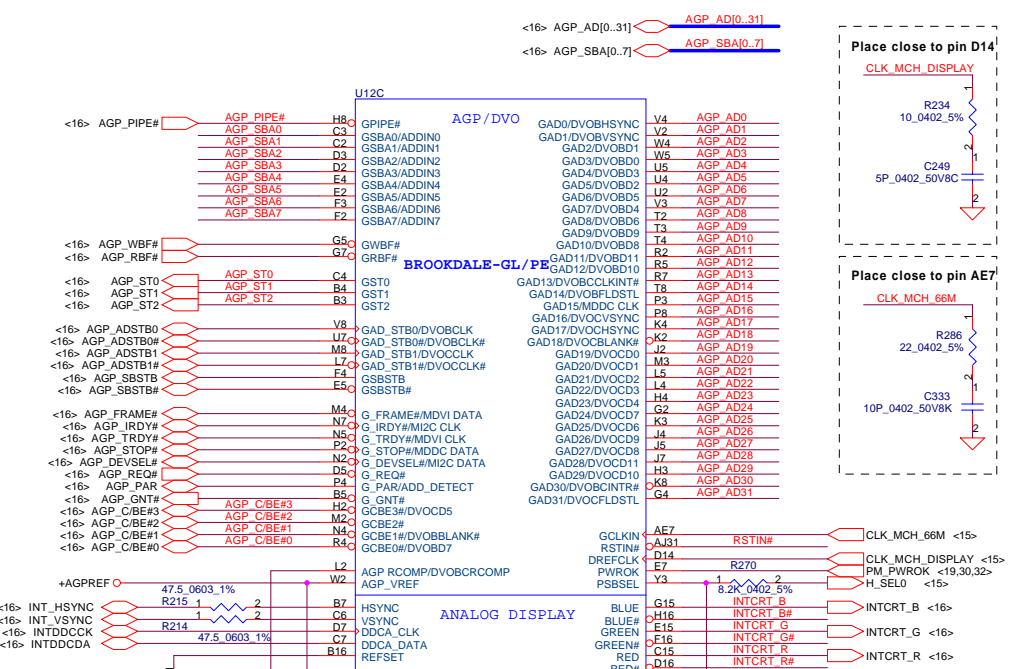 <16> AGP_AD[0..31] AGP_AD[0..31]
<16> AGP_SBA[0..7] AGP_SBA[0..7]
Place close to pin D14
CLK_MCH_DISPLAY
1
R234
10_0402_5%
2
1
C249
5P_0402_50V8C
2
Place close to pin AE7
CLK_MCH_66M
1
R286
22_0402_5%
2
1
C333
10P_0402_50V8K
2
U12C
AGP/DVO
BROOKDALE-GL/PE
<16> AGP_PIPE# AGP_PIPE# H8 GPIPE#
AGP_SBA0 C3 GSBA0/ADDIN0
AGP_SBA1 C2 GSBA1/ADDIN1
AGP_SBA2 D3 GSBA2/ADDIN2
AGP_SBA3 D2 GSBA3/ADDIN3
AGP_SBA4 E4 GSBA4/ADDIN4
AGP_SBA5 E2 GSBA5/ADDIN5
AGP_SBA6 F3 GSBA6/ADDIN6
AGP_SBA7 F2 GSBA7/ADDIN7
<16> AGP_WBF# G5 GWBF#
<16> AGP_RBF# G7 GRBF#
<16> AGP_ST0 AGP_ST0 C4 GST0
<16> AGP_ST1 AGP_ST1 B4 GST1
<16> AGP_ST2 AGP_ST2 B3 GST2
<16> AGP_ADSTB0 V8 GAD_STB0/DVOBCLK
<16> AGP_ADSTB0# U7 GAD_STB0#/DVOBCLK#
<16> AGP_ADSTB1 M8 GAD_STB1/DVOCCLK
<16> AGP_ADSTB1# L7 GAD_STB1#/DVOCCLK#
<16> AGP_SBSTB F4 GSBSTB
<16> AGP_SBSTB# E5 GSBSTB#
<16> AGP_FRAME# M4 G_FRAME#/MDVI DATA
<16> AGP_IRDY# N7 G_IRDY#/MI2C CLK
<16> AGP_TRDY# N5 G_TRDY#/MDVI CLK
<16> AGP_STOP# P2 G_STOP#/MDDC DATA
<16> AGP_DEVSEL# N2 G_DEVSEL#/MI2C DATA
<16> AGP_REQ# D5 G_REQ#
<16> AGP_PAR P4 G_PAR/ADD_DETECT
<16> AGP_GNT# B5 G_GNT#
<16> AGP_C/BE#3 AGP_C/BE#3 H2 GCBE3#/DVOCD5
<16> AGP_C/BE#2 AGP_C/BE#2 M2 GCBE2#
<16> AGP_C/BE#1 AGP_C/BE#1 N4 GCBE1#/DVOBBLANK#
<16> AGP_C/BE#0 AGP_C/BE#0 R4 GCBE0#/DVOBD7
L2 AGP RCOMP/DVOBCRCOMP
+AGPREF W2 AGP_VREF
GAD0/DVOBHSYNC V4 AGP_AD0
GAD1/DVOBVSYNC V2 AGP_AD1
GAD2/DVOBD1 W4 AGP_AD2
GAD3/DVOBD0 W5 AGP_AD3
GAD4/DVOBD3 U5 AGP_AD4
GAD5/DVOBD2 U4 AGP_AD5
GAD6/DVOBD5 U2 AGP_AD6
GAD7/DVOBD4 V3 AGP_AD7
GAD8/DVOBD6 T2 AGP_AD8
GAD9/DVOBD9 T3 AGP_AD9
GAD10/DVOBD8 T4 AGP_AD10
GAD11/DVOBD11 R2 AGP_AD11
GAD12/DVOBD10 R5 AGP_AD12
GAD13/DVOBCCLKINT# R7 AGP_AD13
GAD14/DVOBFLDSTL T8 AGP_AD14
GAD15/MDDC CLK P3 AGP_AD15
GAD16/DVOCVSYNC P8 AGP_AD16
GAD17/DVOCHSYNC K4 AGP_AD17
GAD18/DVOCBLANK# K2 AGP_AD18
GAD19/DVOCD0 J2 AGP_AD19
GAD20/DVOCD1 M3 AGP_AD20
GAD21/DVOCD2 L5 AGP_AD21
GAD22/DVOCD3 L4 AGP_AD22
GAD23/DVOCD4 H4 AGP_AD23
GAD24/DVOCD7 G2 AGP_AD24
GAD25/DVOCD6 K3 AGP_AD25
GAD26/DVOCD9 J4 AGP_AD26
GAD27/DVOCD8 J5 AGP_AD27
GAD28/DVOCD11 J7 AGP_AD28
GAD29/DVOCD10 H3 AGP_AD29
GAD30/DVOBCINTR# K8 AGP_AD30
GAD31/DVOCFLDSTL G4 AGP_AD31
GCLKIN AE7 CLK_MCH_66M <15>
RSTIN# AJ31 RSTIN#
DREFCLK D14 CLK_MCH_DISPLAY <15>
PWROK E7 R270 PM_PWROK <19,30,32>
PSBSEL Y3 1 2 H_SEL0 <15>
8.2K_0402_5%
ANALOG DISPLAY
47.5_0603_1%
<16> INT_HSYNC R215 1 2 B7 HSYNC
<16> INT_VSYNC 1 2 C6 VSYNC
<16> INTDDCCK R214 D7 DDCA_CLK
<16> INTDDCDA 47.5_0603_1% C7 DDCA_DATA
B16 REFSET
BLUE G15 INTCRT_B INTCRT_B <16>
BLUE# H16 INTCRT_B#
GREEN E15 INTCRT_G INTCRT_G <16>
GREEN# F16 INTCRT_G#
RED C15 INTCRT_R INTCRT_R <16>
RED# D16 INTCRT_R#